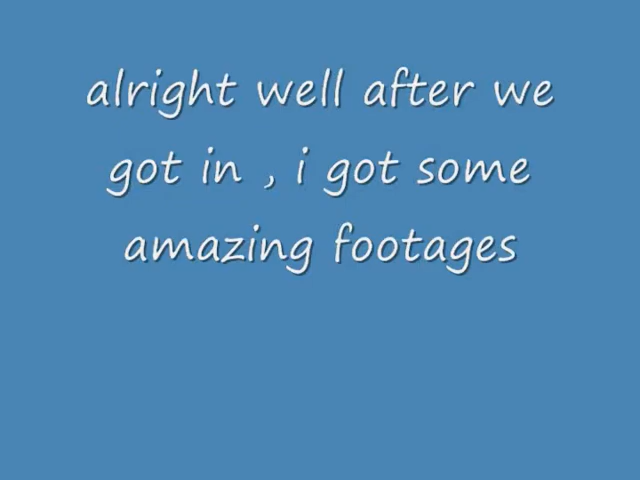 alright well after we
got in , i got some
amazing footages